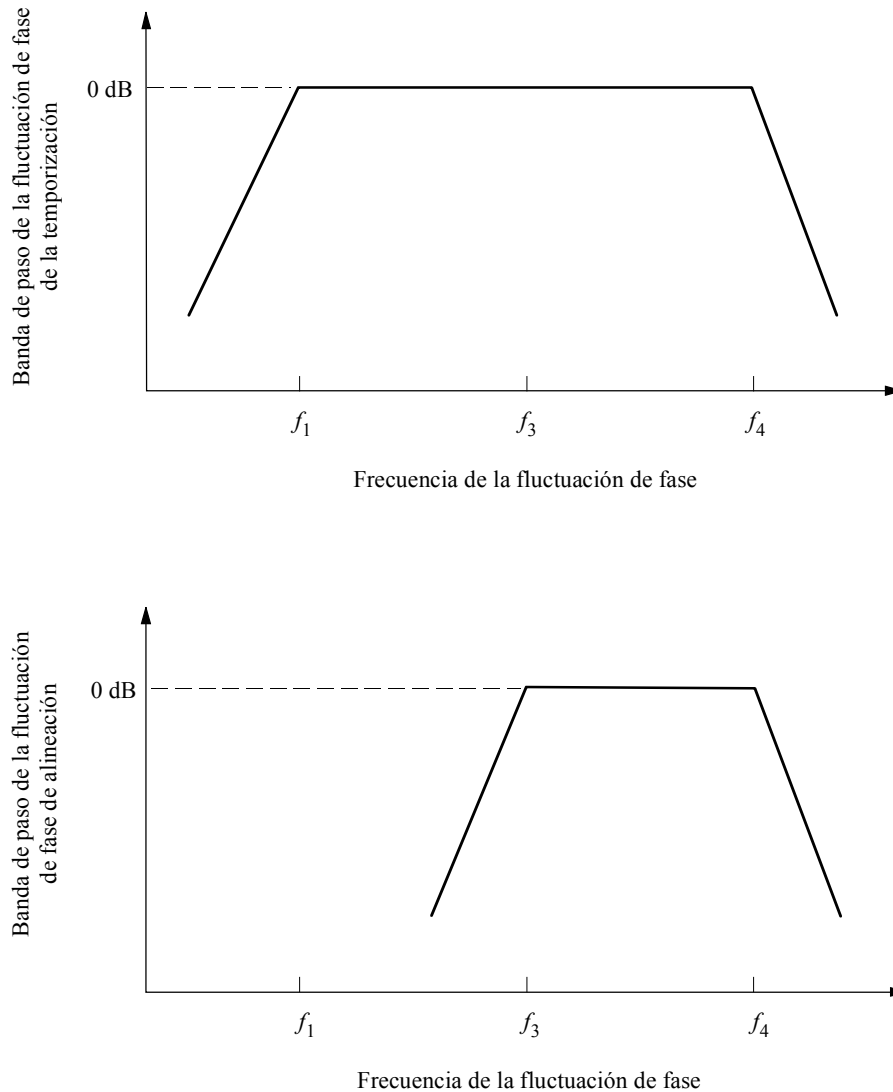 Banda de paso de la fluctuación de fase
de la temporización
0 dB
f1
f3
f4
Frecuencia de la fluctuación de fase
Banda de paso de la fluctuación
de fase de alineación
0 dB
f1
f3
f4
Frecuencia de la fluctuación de fase